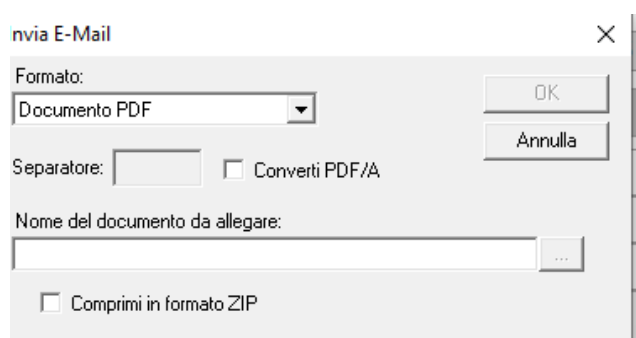 nvia E-Mail
Formato:
OK
Documento PDF
Annulla
Separatore:
Converti PDF/A
Nome del documento da allegare:
...
Comprimi in formato ZIP